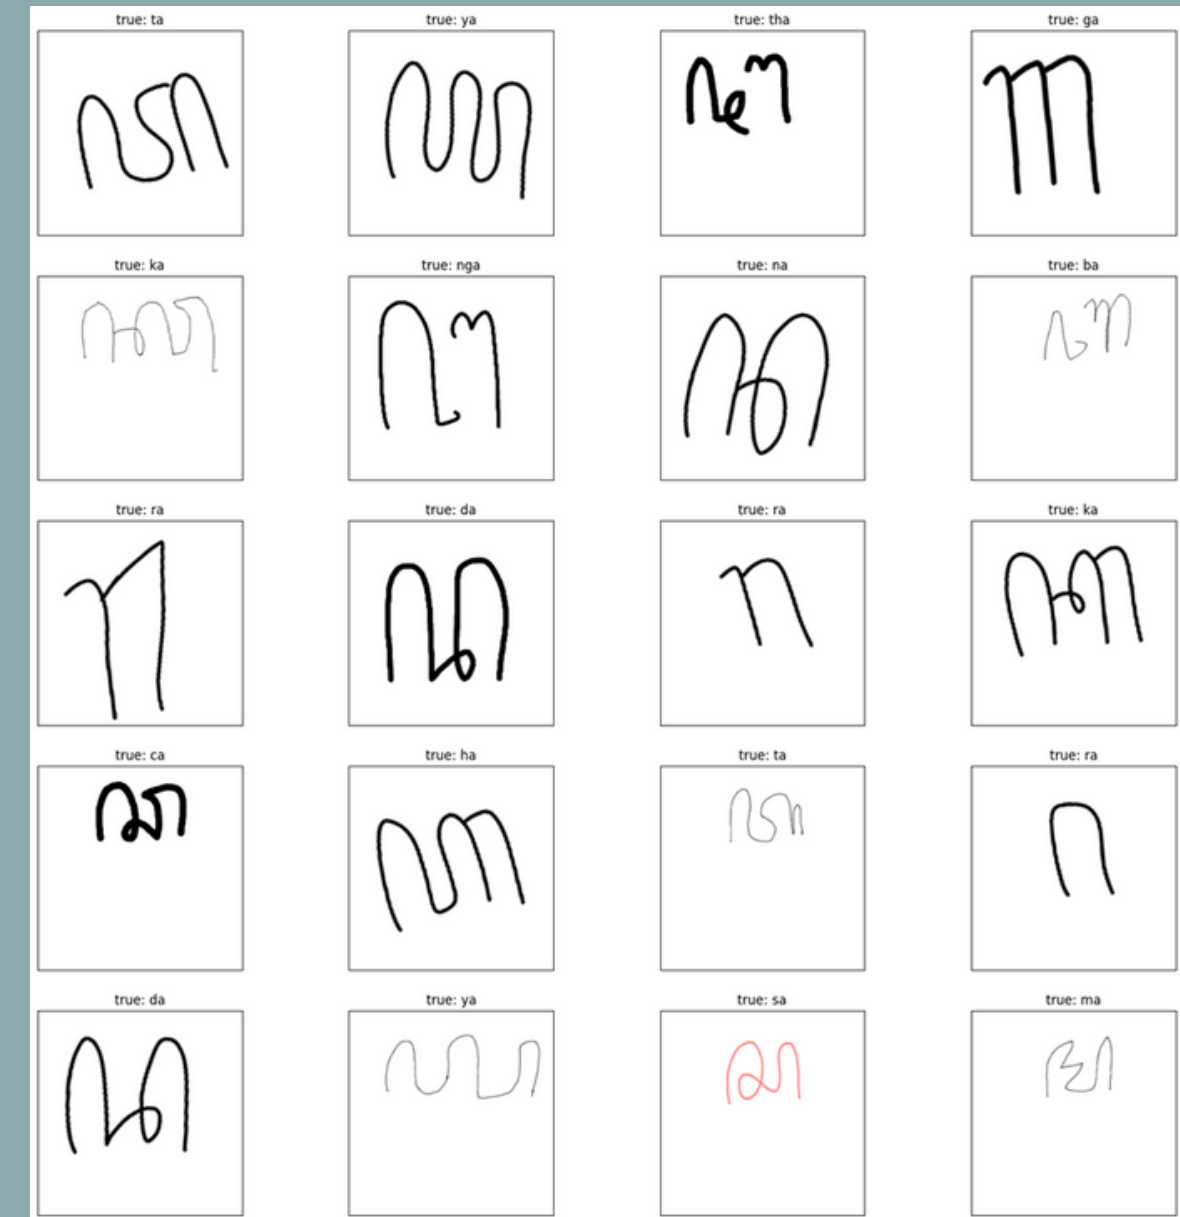 true: ta true: ya true: tha true: ga
ꦠ ꦪ ꦛ ꦒ
true: ka true: nga true: na true: ba
ꦏ ꦔ ꦤ ꦧ
true: ra true: da true: ra true: ka
ꦫ ꦢ ꦫ ꦏ
true: ca true: ha true: ta true: ra
ꦕ ꦲ ꦠ ꦫ
true: da true: ya true: sa true: ma
ꦢ ꦪ ꦱ ꦩ